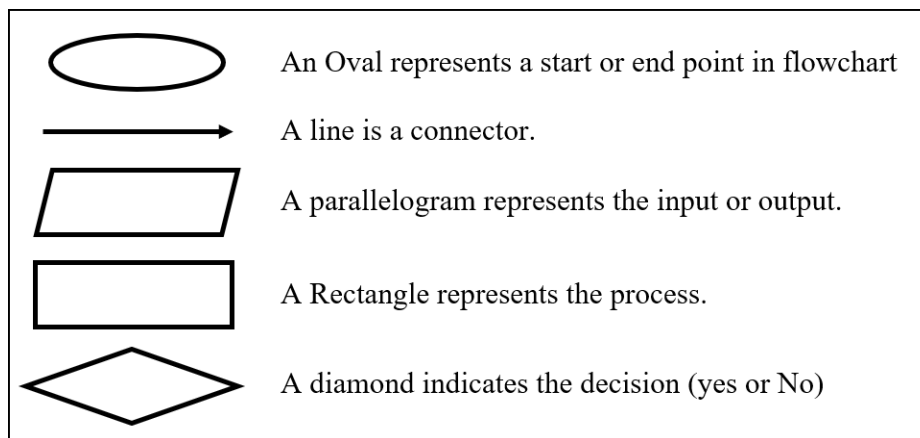 An Oval represents a start or end point in flowchart
A line is a connector.
A parallelogram represents the input or output.
A Rectangle represents the process.
A diamond indicates the decision (yes or No)